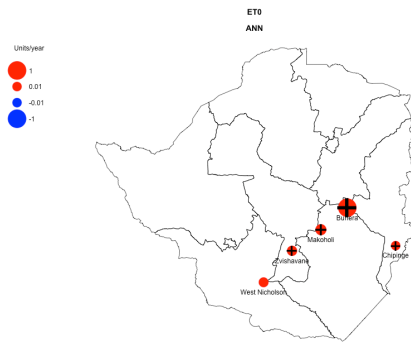 ET0
ANN
Units/year
1
0.01
-0.01
-1
Buhera
Makoholi
Zvishavane
Chipinge
West Nicholson